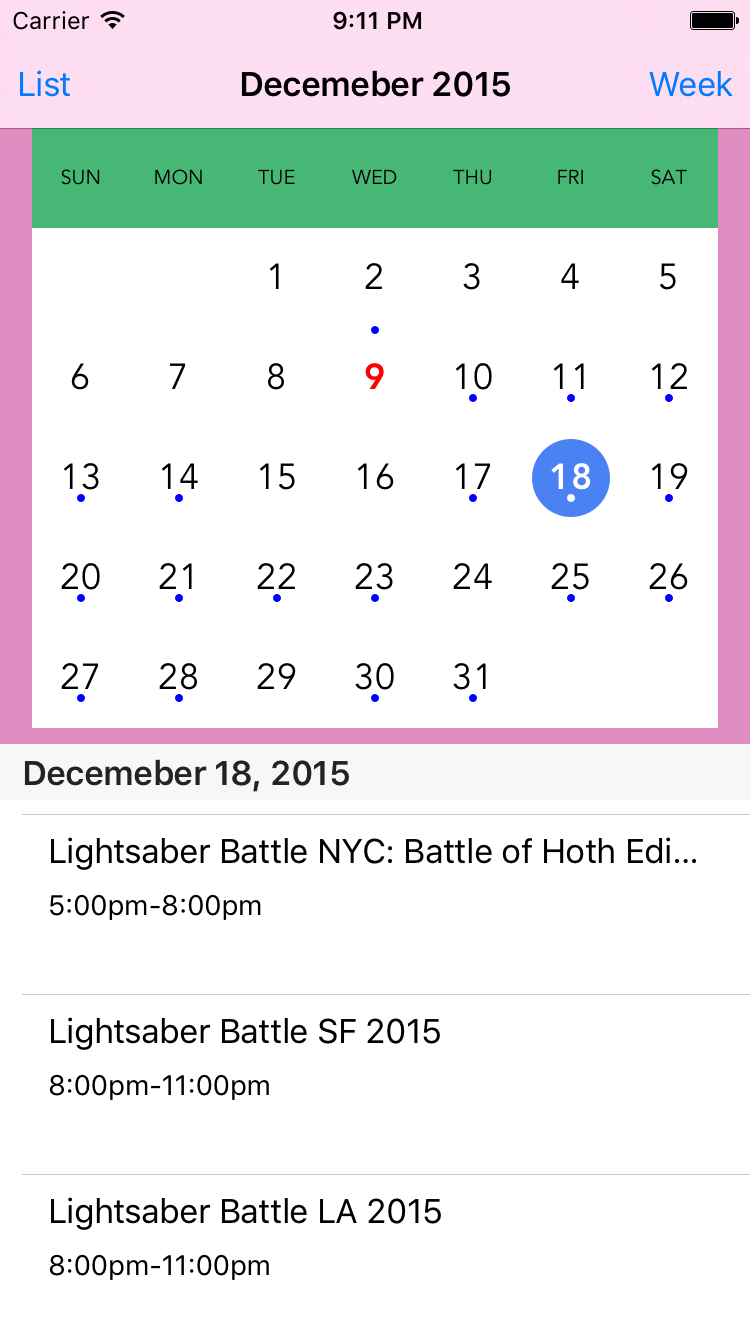 Carrier 9:11 PM
List Decemeber 2015 Week
SUN MON TUE WED THU FRI SAT
1 2 3 4 5
6 7 8 9 10 11 12
13 14 15 16 17 18 19
20 21 22 23 24 25 26
27 28 29 30 31
Decemeber 18, 2015
Lightsaber Battle NYC: Battle of Hoth Edi...
5:00pm-8:00pm
Lightsaber Battle SF 2015
8:00pm-11:00pm
Lightsaber Battle LA 2015
8:00pm-11:00pm